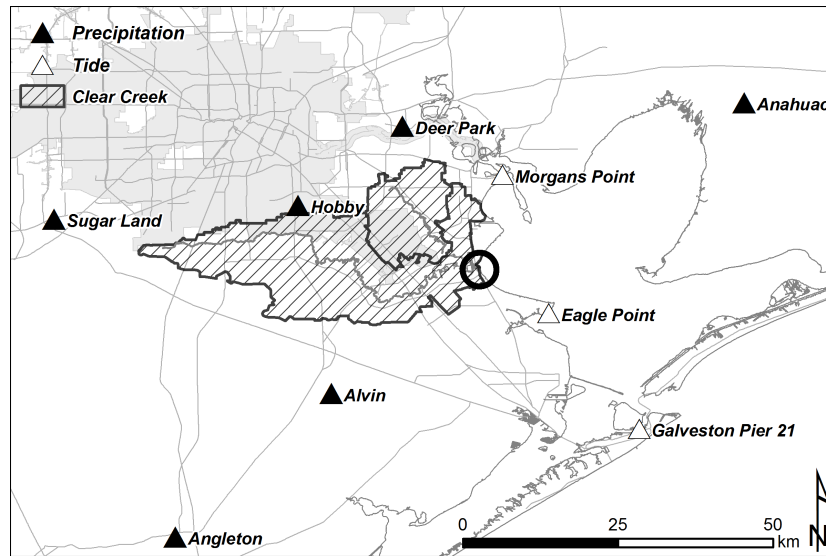 Precipitation
Tide
Clear Creek
Anahuac
Deer Park
Morgans Point
Hobby
Sugar Land
Eagle Point
Alvin
Galveston Pier 21
Angleton
0 25 50
km
N